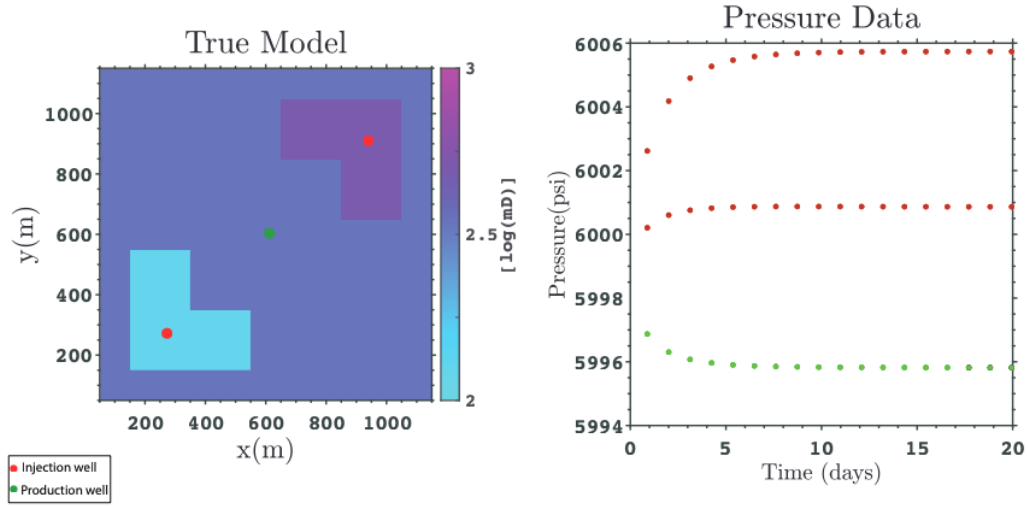 True Model
y(m)
1000
800
600
400
200
200 400 600 800 1000
x(m)
3
2.5
2
[log(mD)]
Injection well
Production well
Pressure Data
Pressure(psi)
6006
6004
6002
6000
5998
5996
5994
0 5 10 15 20
Time (days)